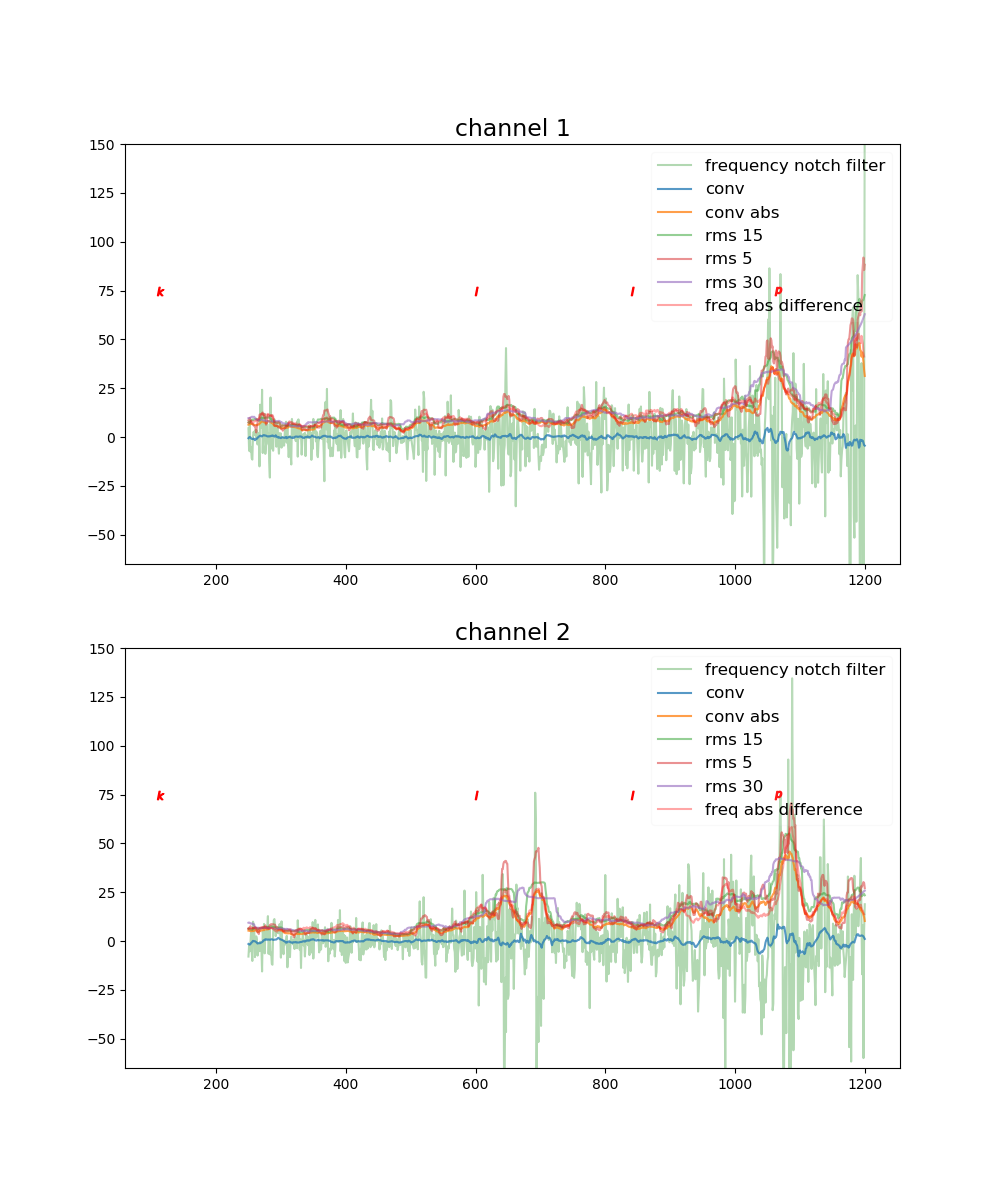 channel 1
150
125
100
75
50
25
0
−25
−50
frequency notch filter
conv
conv abs
rms 15
rms 5
rms 30
freq abs difference
k l l p
200 400 600 800 1000 1200
channel 2
150
125
100
75
50
25
0
−25
−50
frequency notch filter
conv
conv abs
rms 15
rms 5
rms 30
freq abs difference
k l l p
200 400 600 800 1000 1200